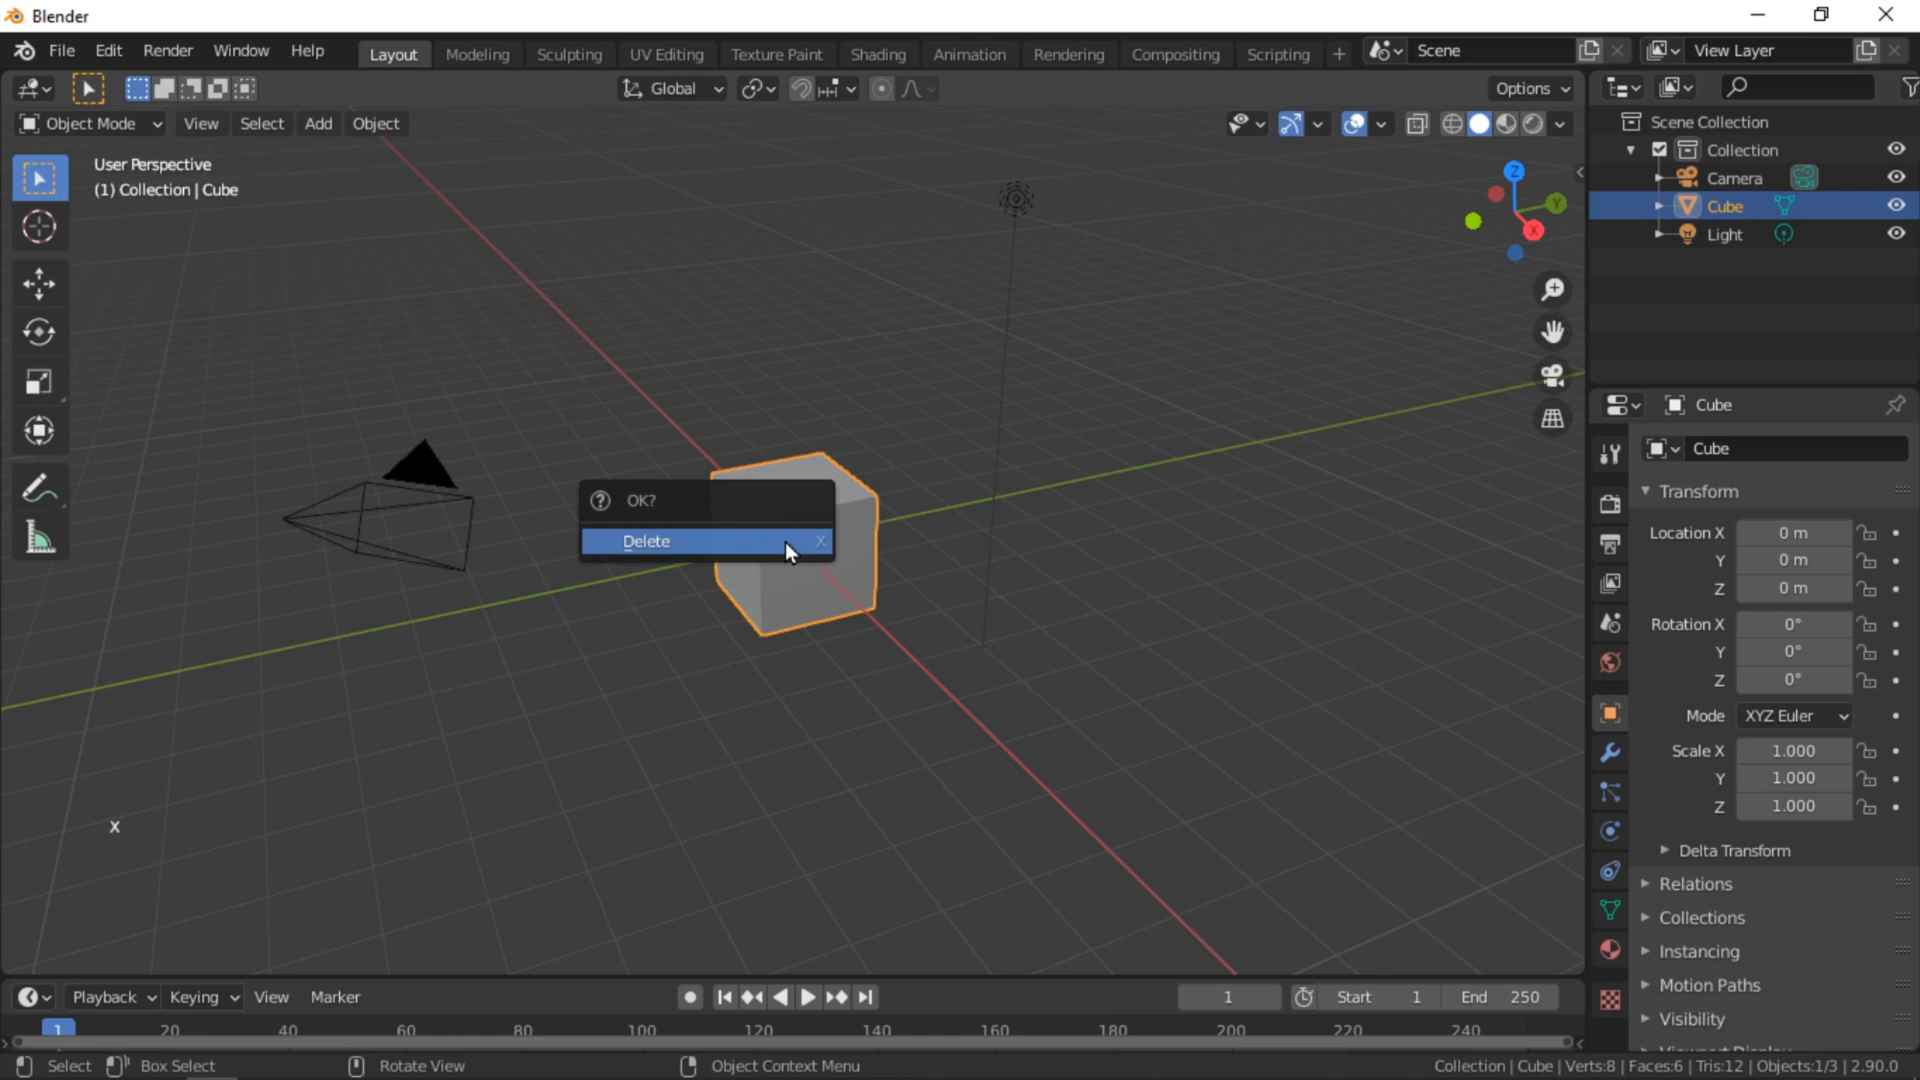 Blender
File Edit Render Window Help Layout Modeling Sculpting UV Editing Texture Paint Shading Animation Rendering Compositing Scripting + Scene View Layer
Global Options
Object Mode View Select Add Object
User Perspective
(1) Collection | Cube
Z
Y
X
Scene Collection
Collection
Camera
Cube
Light
OK?
Delete X
X
Cube
Cube
Transform
Location X 0 m
Y 0 m
Z 0 m
Rotation X 0°
Y 0°
Z 0°
Mode XYZ Euler
Scale X 1.000
Y 1.000
Z 1.000
Delta Transform
Relations
Collections
Instancing
Motion Paths
Visibility
Viewport Display
Playback Keying View Marker 1 Start 1 End 250
1 20 40 60 80 100 120 140 160 180 200 220 240
Select Box Select Rotate View Object Context Menu Collection | Cube | Verts:8 | Faces:6 | Tris:12 | Objects:1/3 | 2.90.0